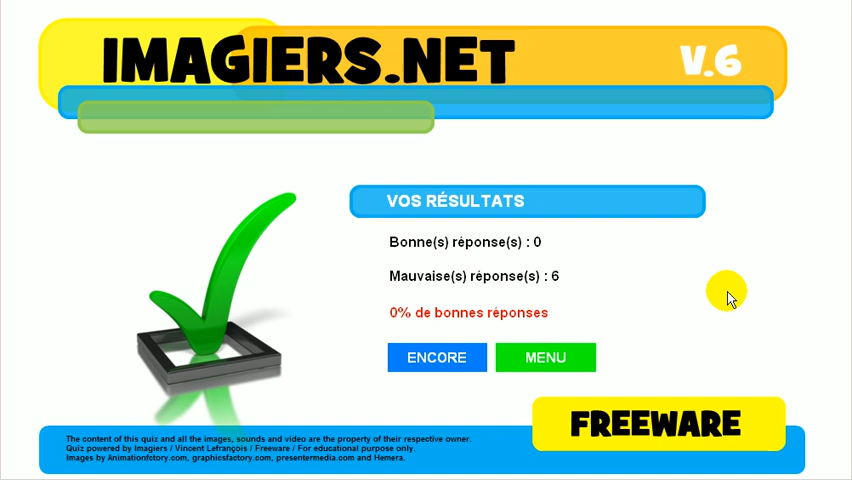 IMAGIERS.NET
V.6
VOS RÉSULTATS
Bonne(s) réponse(s) : 0
Mauvaise(s) réponse(s) : 6
0% de bonnes réponses
ENCORE
MENU
FREEWARE
The content of this quiz and all the images, sounds and video are the property of their respective owner.
Quiz powered by Imagiers / Vincent Lefrançois / Freeware / For educational purpose only.
Images by Animationfctory.com, graphicsfactory.com, presentermedia.com and Hemera.